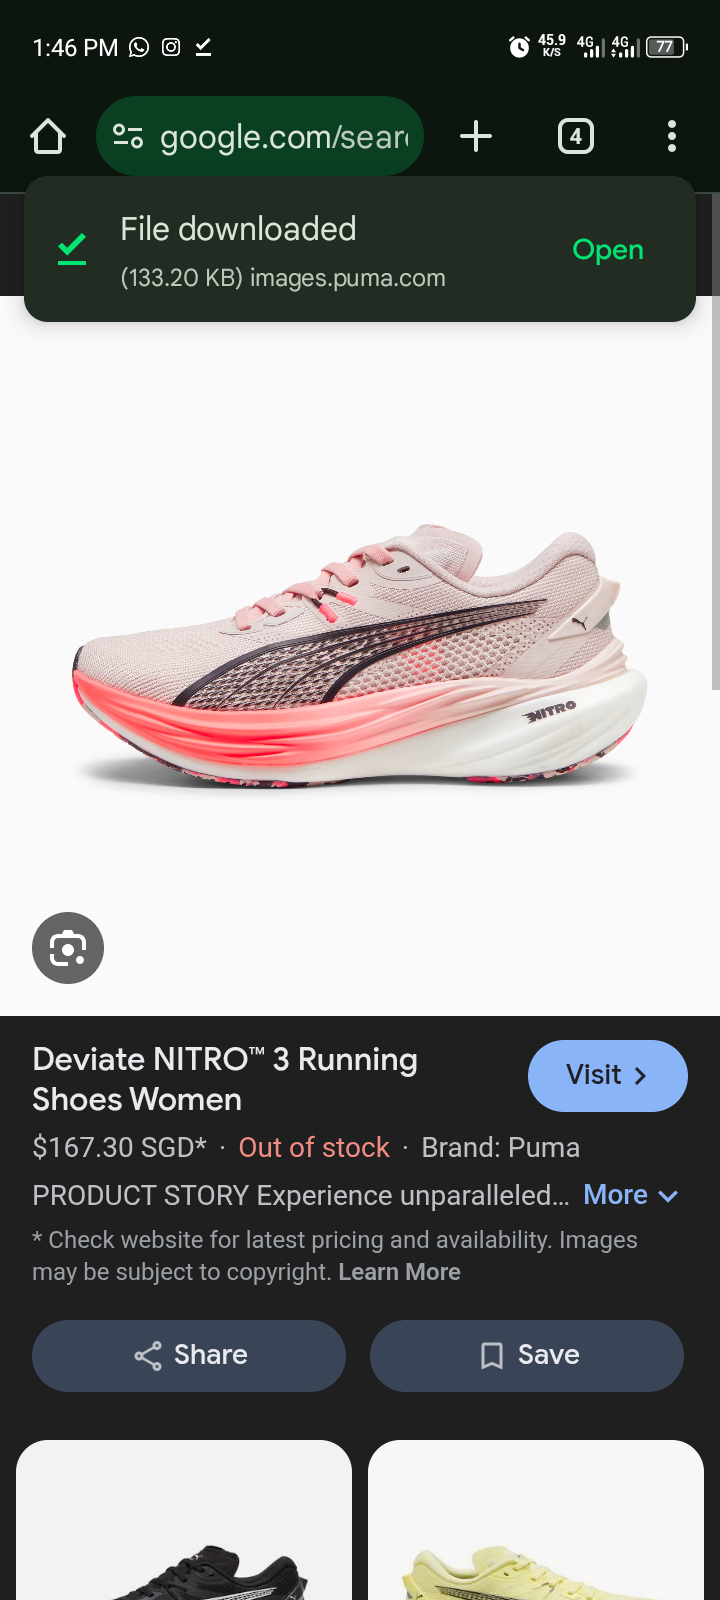 1:46 PM
45.9
K/S
4G
4G
77
google.com/sear
4
File downloaded
(133.20 KB) images.puma.com
Open
NITRO
Deviate NITRO™ 3 Running
Shoes Women
Visit
$167.30 SGD* · Out of stock · Brand: Puma
PRODUCT STORY Experience unparalleled... More
* Check website for latest pricing and availability. Images
may be subject to copyright. Learn More
Share
Save